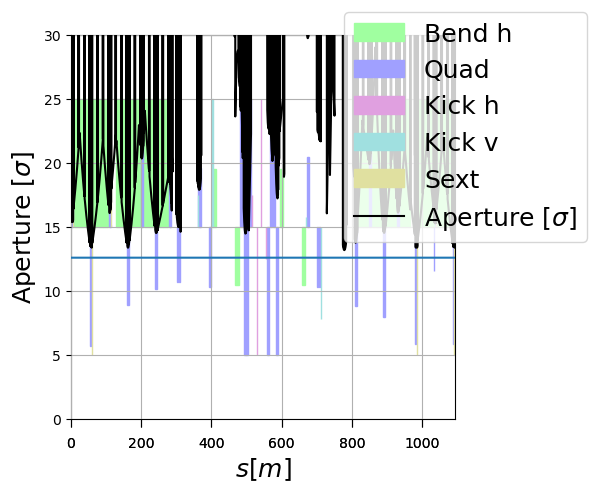 Bend h
Quad
Kick h
Kick v
Sext
Aperture [σ]
30
25
20
15
10
5
0
Aperture [σ]
0 200 400 600 800 1000
s[m]